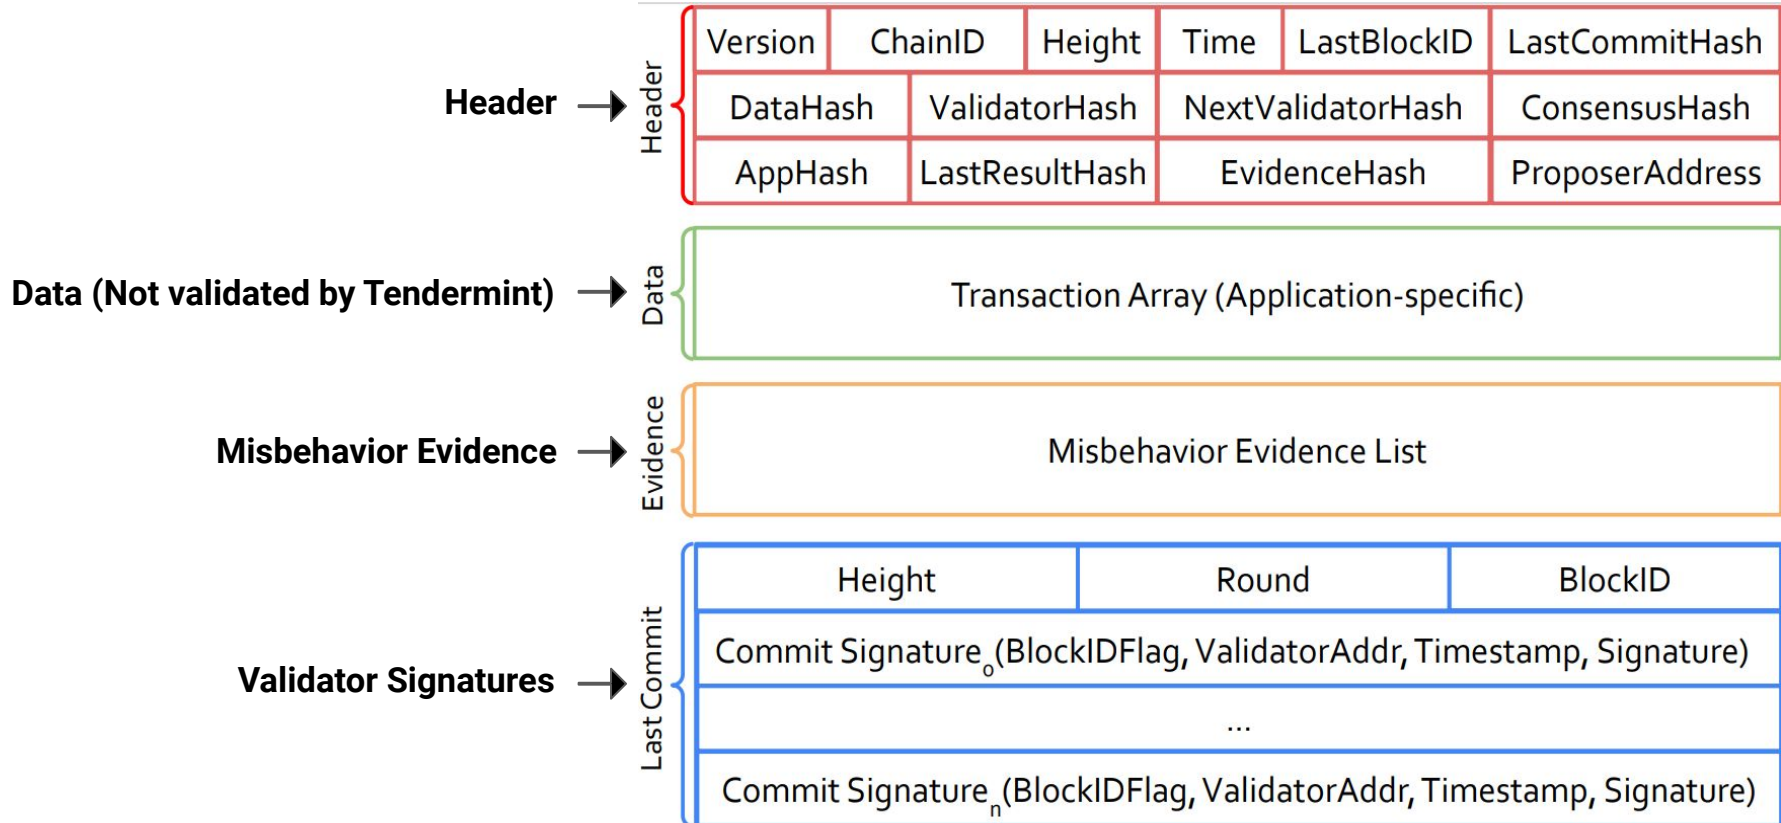 Header
Header
Version ChainID Height Time LastBlockID LastCommitHash
DataHash ValidatorHash NextValidatorHash ConsensusHash
AppHash LastResultHash EvidenceHash ProposerAddress
Data (Not validated by Tendermint)
Data
Transaction Array (Application-specific)
Misbehavior Evidence
Evidence
Misbehavior Evidence List
Validator Signatures
Last Commit
Height Round BlockID
Commit Signatureo(BlockIDFlag, ValidatorAddr, Timestamp, Signature)
...
Commit Signaturen(BlockIDFlag, ValidatorAddr, Timestamp, Signature)